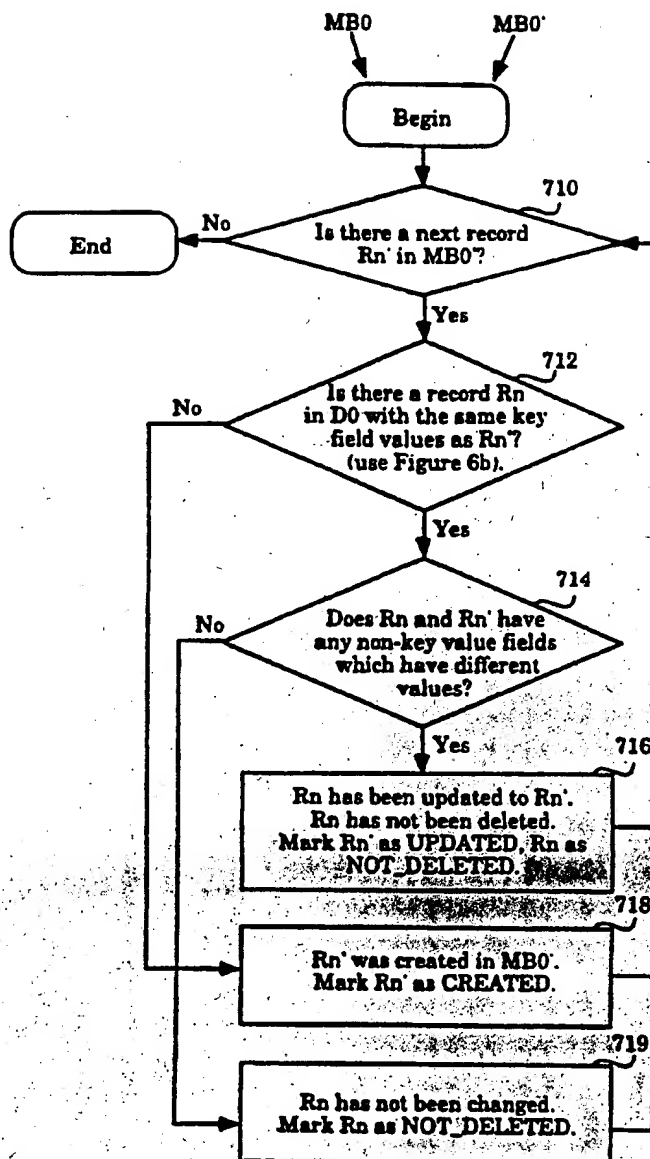 MB0 MB0'
Begin
710
No
End
Is there a next record
Rn' in MB0'?
Yes
712
No
Is there a record Rn
in D0 with the same key
field values as Rn'?
(use Figure 6b).
Yes
714
No
Does Rn and Rn' have
any non-key value fields
which have different
values?
Yes
716
Rn has been updated to Rn'.
Rn has not been deleted.
Mark Rn' as UPDATED, Rn as
NOT_DELETED.
718
Rn' was created in MB0'.
Mark Rn' as CREATED.
719
Rn has not been changed.
Mark Rn as NOT_DELETED.